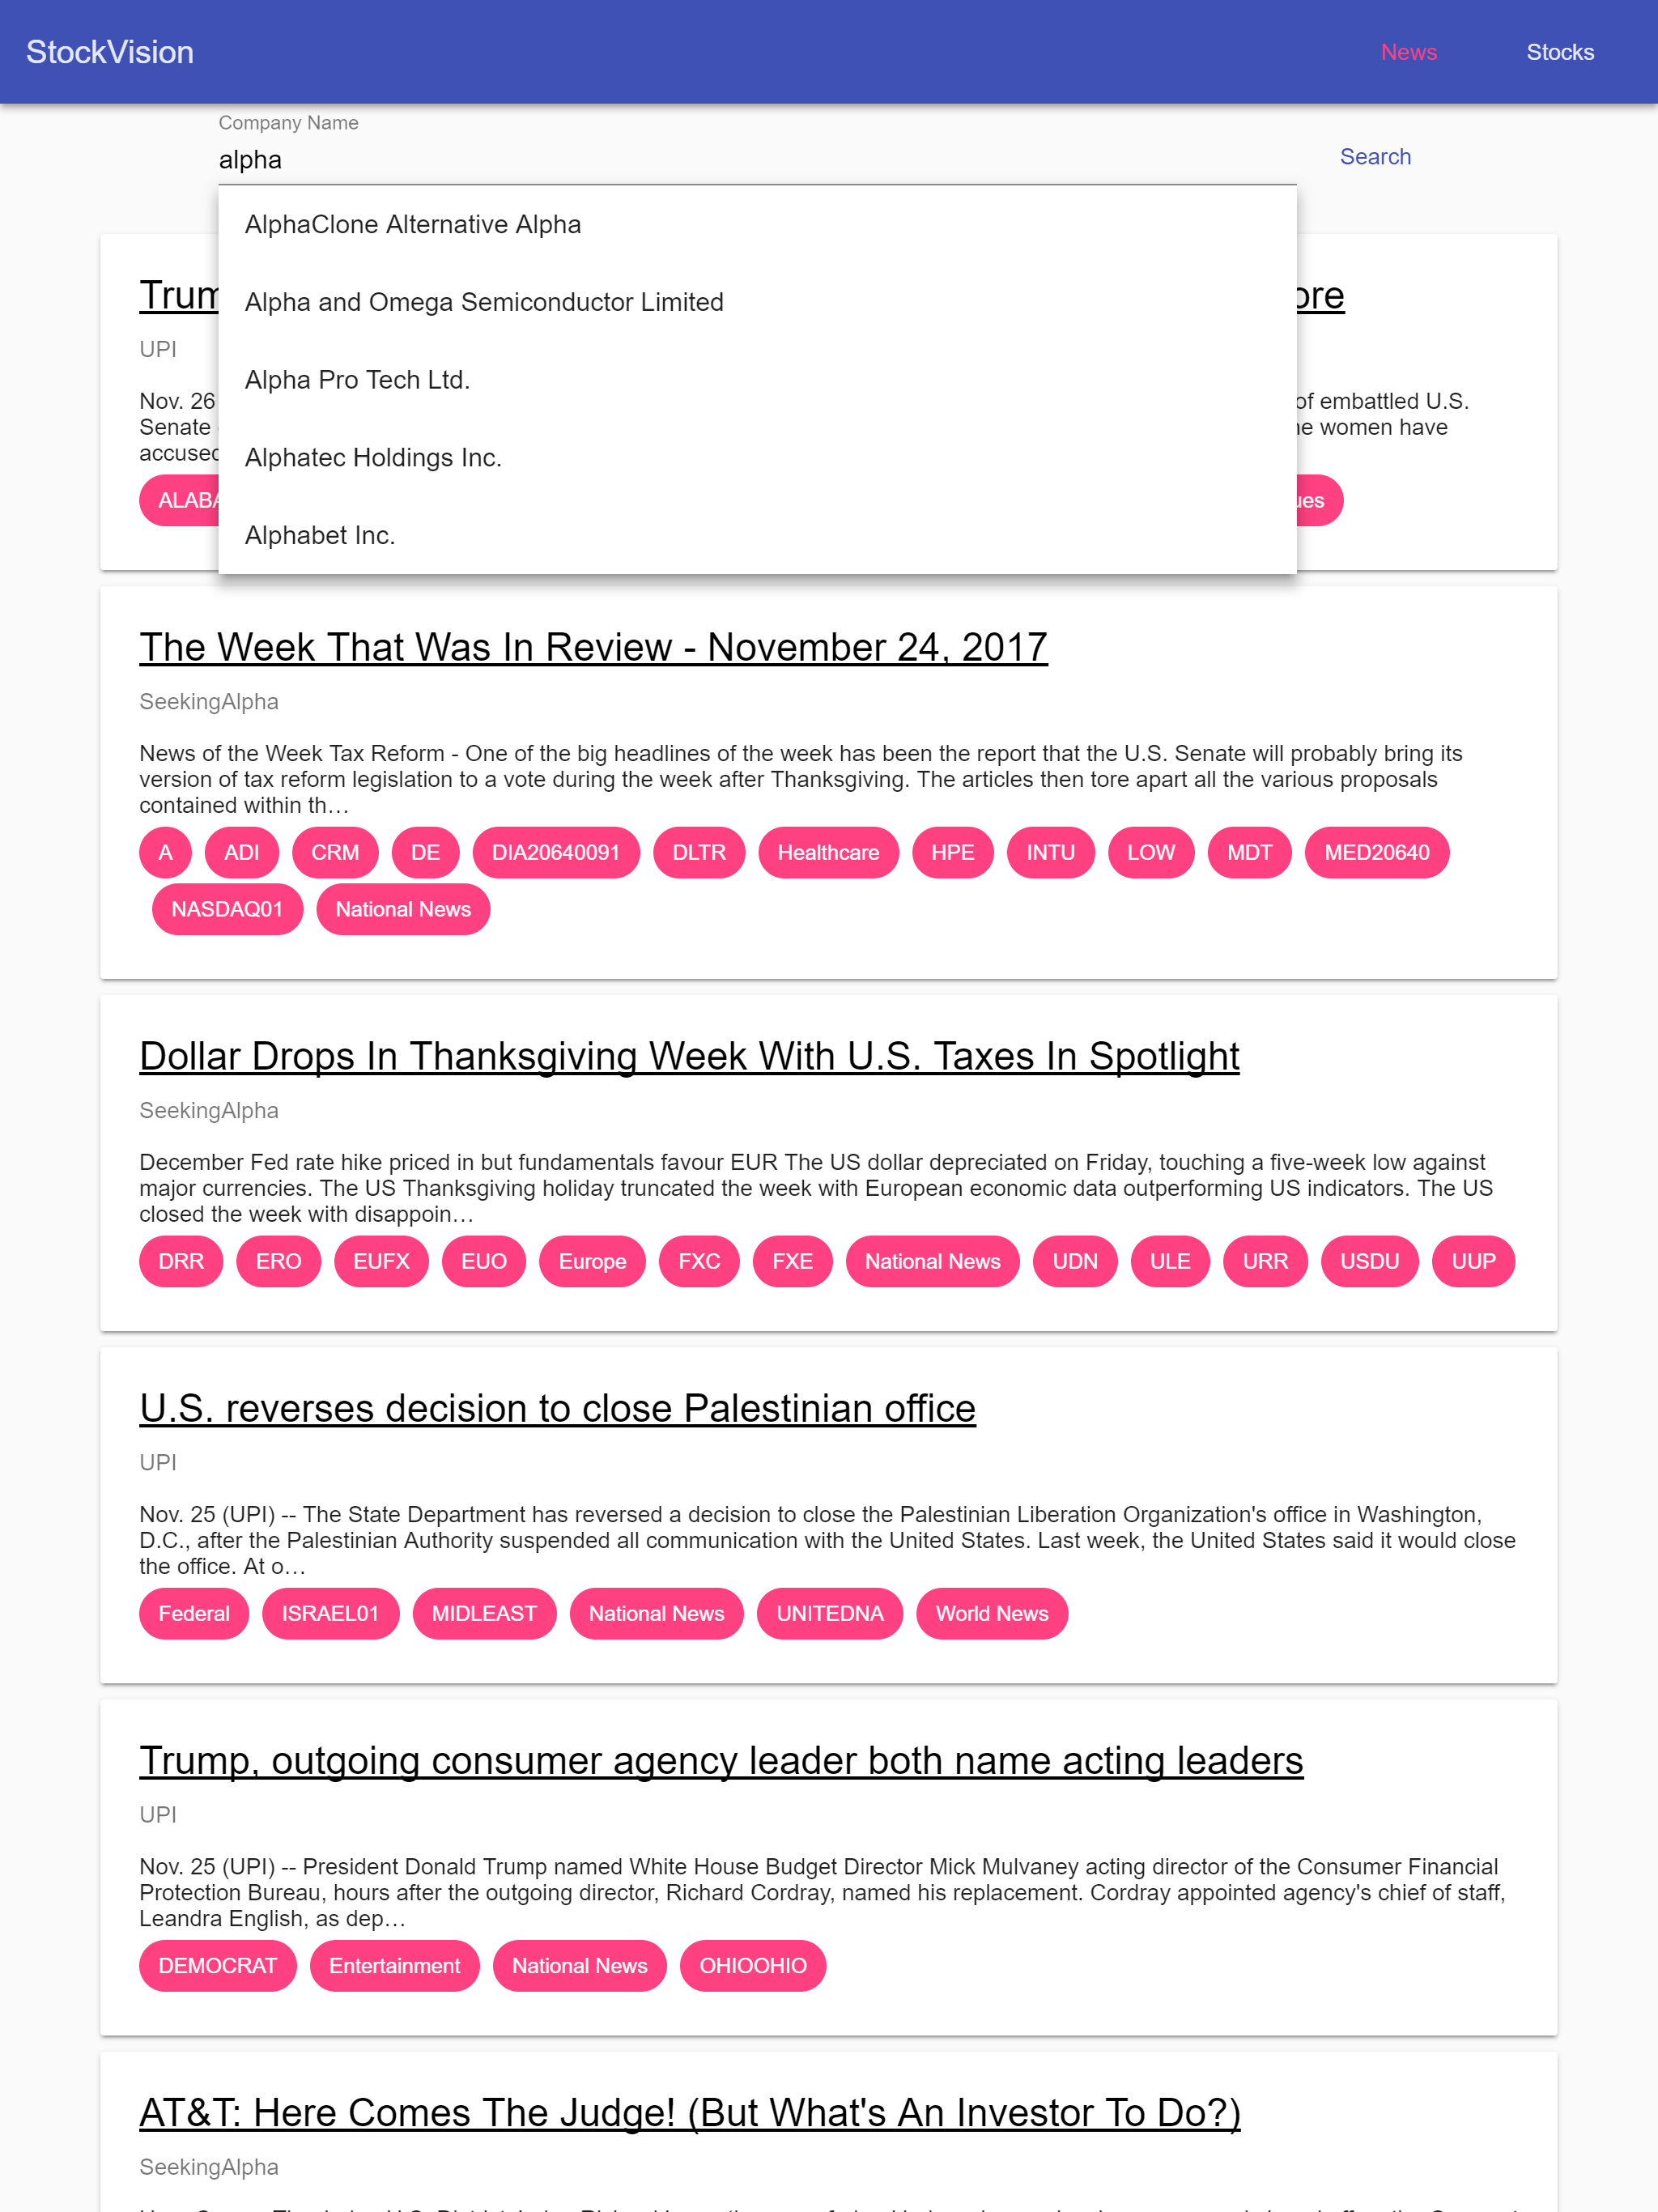 StockVision
News
Stocks
Company Name
alpha
Search
AlphaClone Alternative Alpha
Alpha and Omega Semiconductor Limited
Alpha Pro Tech Ltd.
Alphatec Holdings Inc.
Alphabet Inc.
UPI
Nov. 26 of embattled U.S.
Senate women have
The Week That Was In Review - November 24, 2017
SeekingAlpha
News of the Week Tax Reform - One of the big headlines of the week has been the report that the U.S. Senate will probably bring its
version of tax reform legislation to a vote during the week after Thanksgiving. The articles then tore apart all the various proposals
contained within th…
A ADI CRM DE DIA20640091 DLTR Healthcare HPE INTU LOW MDT MED20640
NASDAQ01 National News
Dollar Drops In Thanksgiving Week With U.S. Taxes In Spotlight
SeekingAlpha
December Fed rate hike priced in but fundamentals favour EUR The US dollar depreciated on Friday, touching a five-week low against
major currencies. The US Thanksgiving holiday truncated the week with European economic data outperforming US indicators. The US
closed the week with disappoin…
DRR ERO EUFX EUO Europe FXC FXE National News UDN ULE URR USDU UUP
U.S. reverses decision to close Palestinian office
UPI
Nov. 25 (UPI) -- The State Department has reversed a decision to close the Palestinian Liberation Organization's office in Washington,
D.C., after the Palestinian Authority suspended all communication with the United States. Last week, the United States said it would close
the office. At o…
Federal ISRAEL01 MIDLEAST National News UNITEDNA World News
Trump, outgoing consumer agency leader both name acting leaders
UPI
Nov. 25 (UPI) -- President Donald Trump named White House Budget Director Mick Mulvaney acting director of the Consumer Financial
Protection Bureau, hours after the outgoing director, Richard Cordray, named his replacement. Cordray appointed agency's chief of staff,
Leandra English, as dep…
DEMOCRAT Entertainment National News OHIOOHIO
AT&T: Here Comes The Judge! (But What's An Investor To Do?)
SeekingAlpha